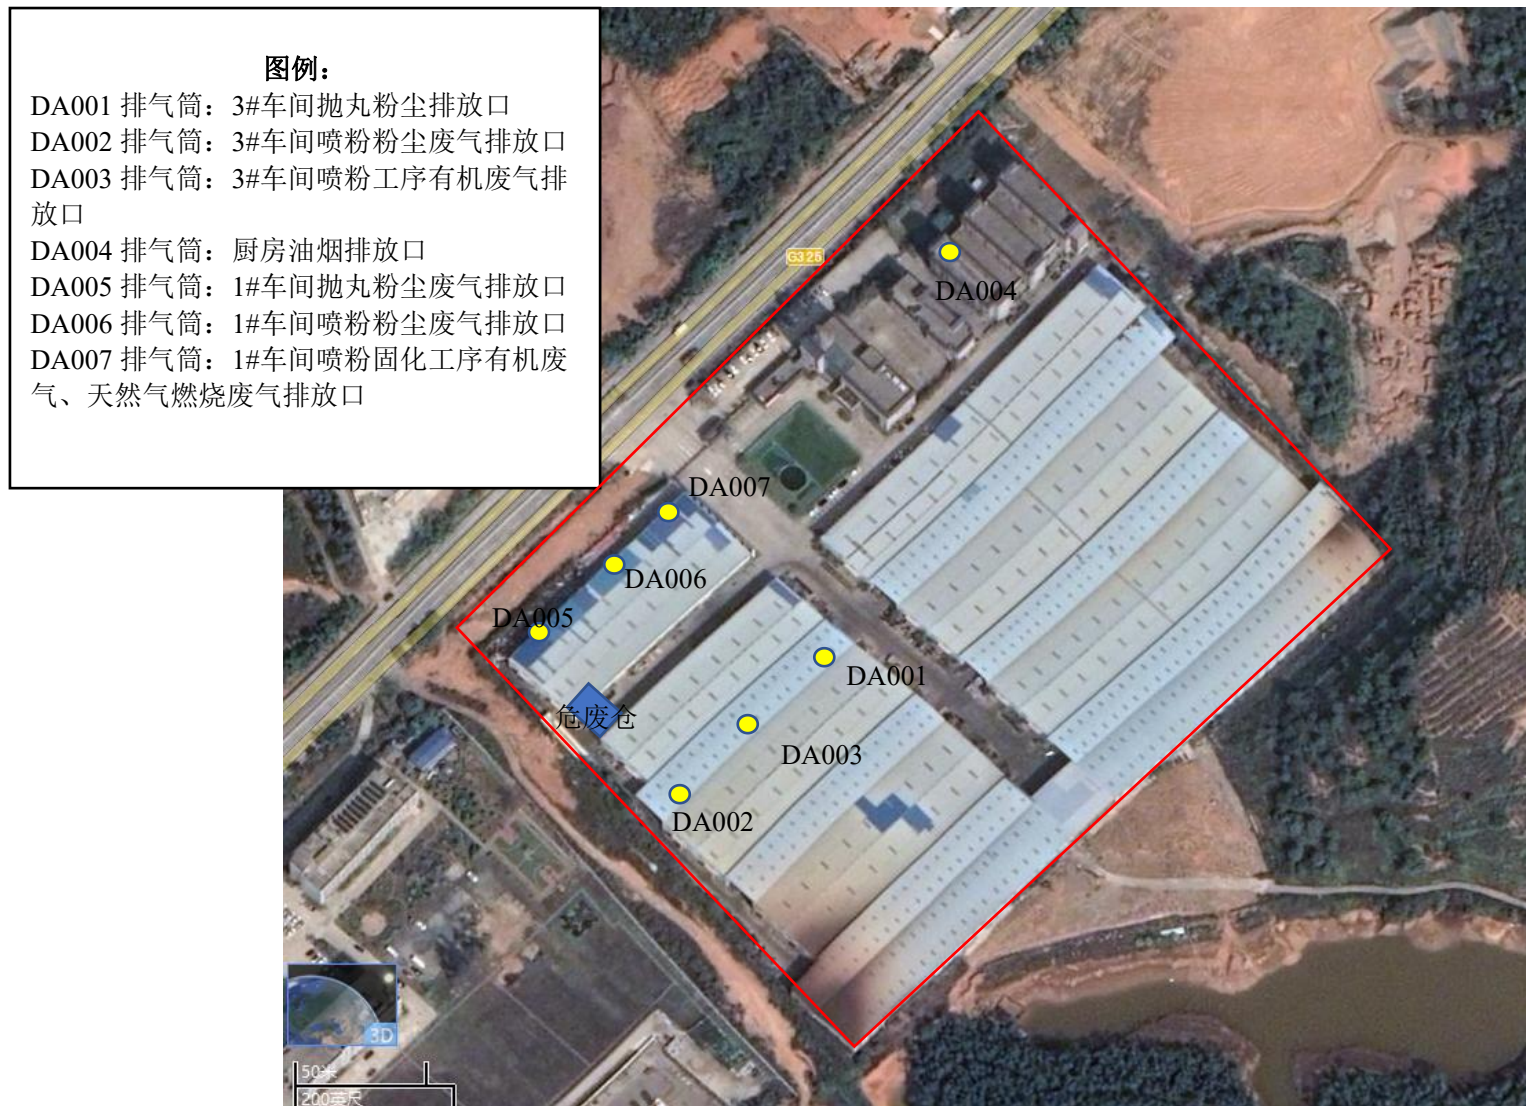 图例：
DA001 排气筒：3#车间抛丸粉尘排放口
DA002 排气筒：3#车间喷粉粉尘废气排放口
DA003 排气筒：3#车间喷粉工序有机废气排
放口
DA004 排气筒：厨房油烟排放口
DA005 排气筒：1#车间抛丸粉尘废气排放口
DA006 排气筒：1#车间喷粉粉尘废气排放口
DA007 排气筒：1#车间喷粉固化工序有机废
气、天然气燃烧废气排放口
G325
DA004
DA007
DA006
DA005
DA001
危废仓
DA003
DA002
3D
50米
200英尺